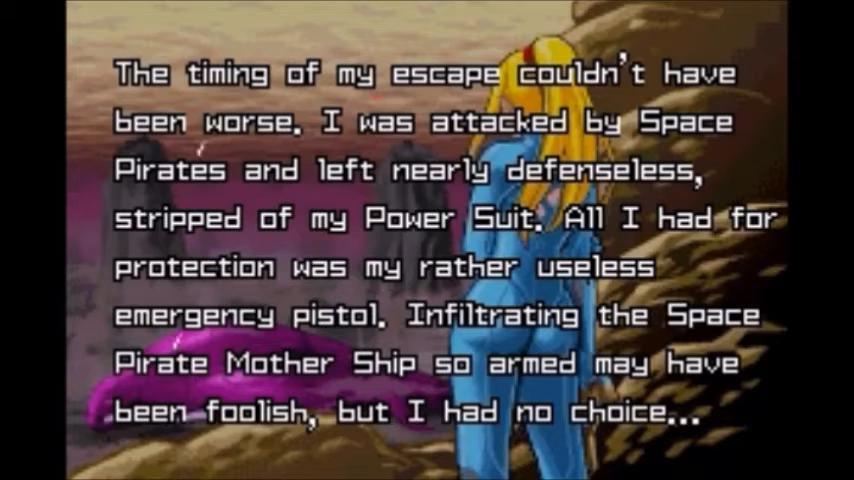 The timing of my escape couldn't have
been worse. I was attacked by Space
Pirates and left nearly defenseless,
stripped of my Power Suit. All I had for
protection was my rather useless
emergency pistol. Infiltrating the Space
Pirate Mother Ship so armed may have
been foolish, but I had no choice...